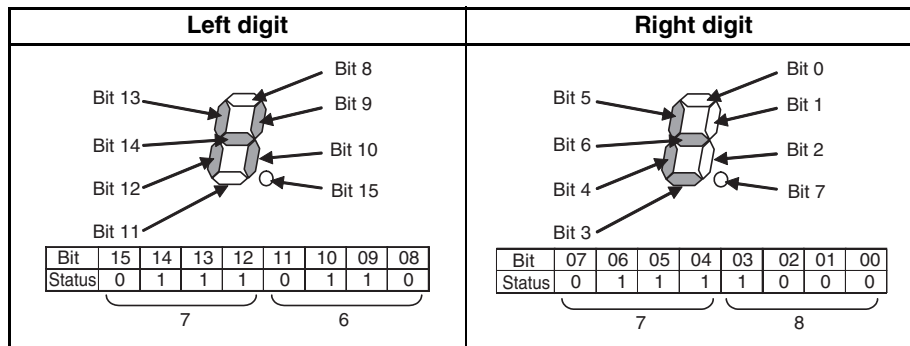 Left digit
Bit 8
Bit 13
Bit 9
Bit 14
Bit 10
Bit 12
Bit 15
Bit 11
Bit 15 14 13 12 11 10 09 08
Status 0 1 1 1 0 1 1 0
7 6
Right digit
Bit 0
Bit 5
Bit 1
Bit 6
Bit 2
Bit 4
Bit 7
Bit 3
Bit 07 06 05 04 03 02 01 00
Status 0 1 1 1 1 0 0 0
7 8